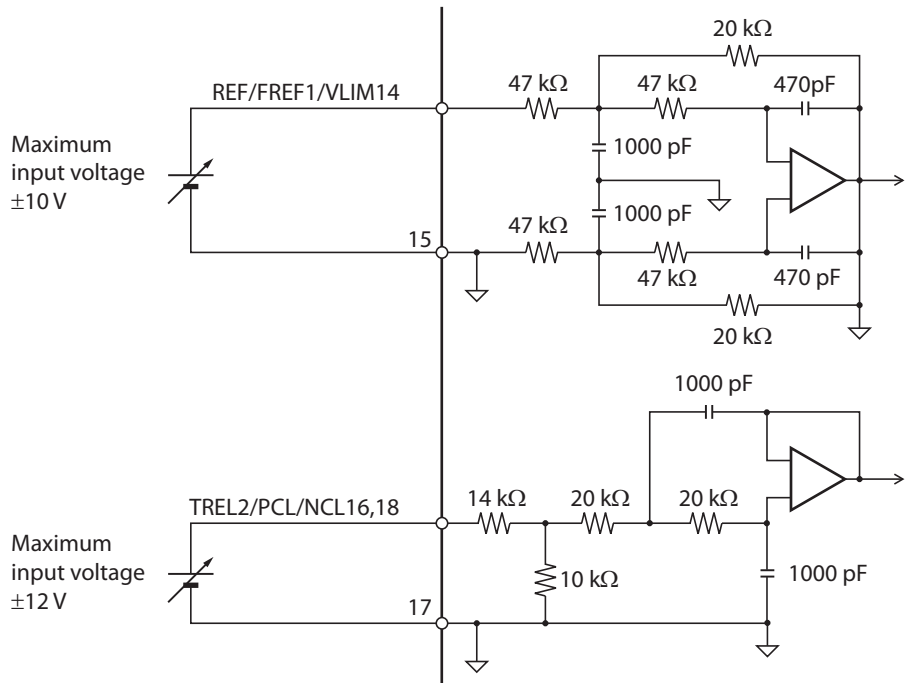 20 kΩ
REF/FREF1/VLIM14
47 kΩ
47 kΩ
470pF
Maximum
input voltage
±10 V
1000 pF
1000 pF
15
47 kΩ
47 kΩ
470 pF
20 kΩ
1000 pF
TREL2/PCL/NCL16,18
14 kΩ
20 kΩ
20 kΩ
Maximum
input voltage
±12 V
10 kΩ
1000 pF
17